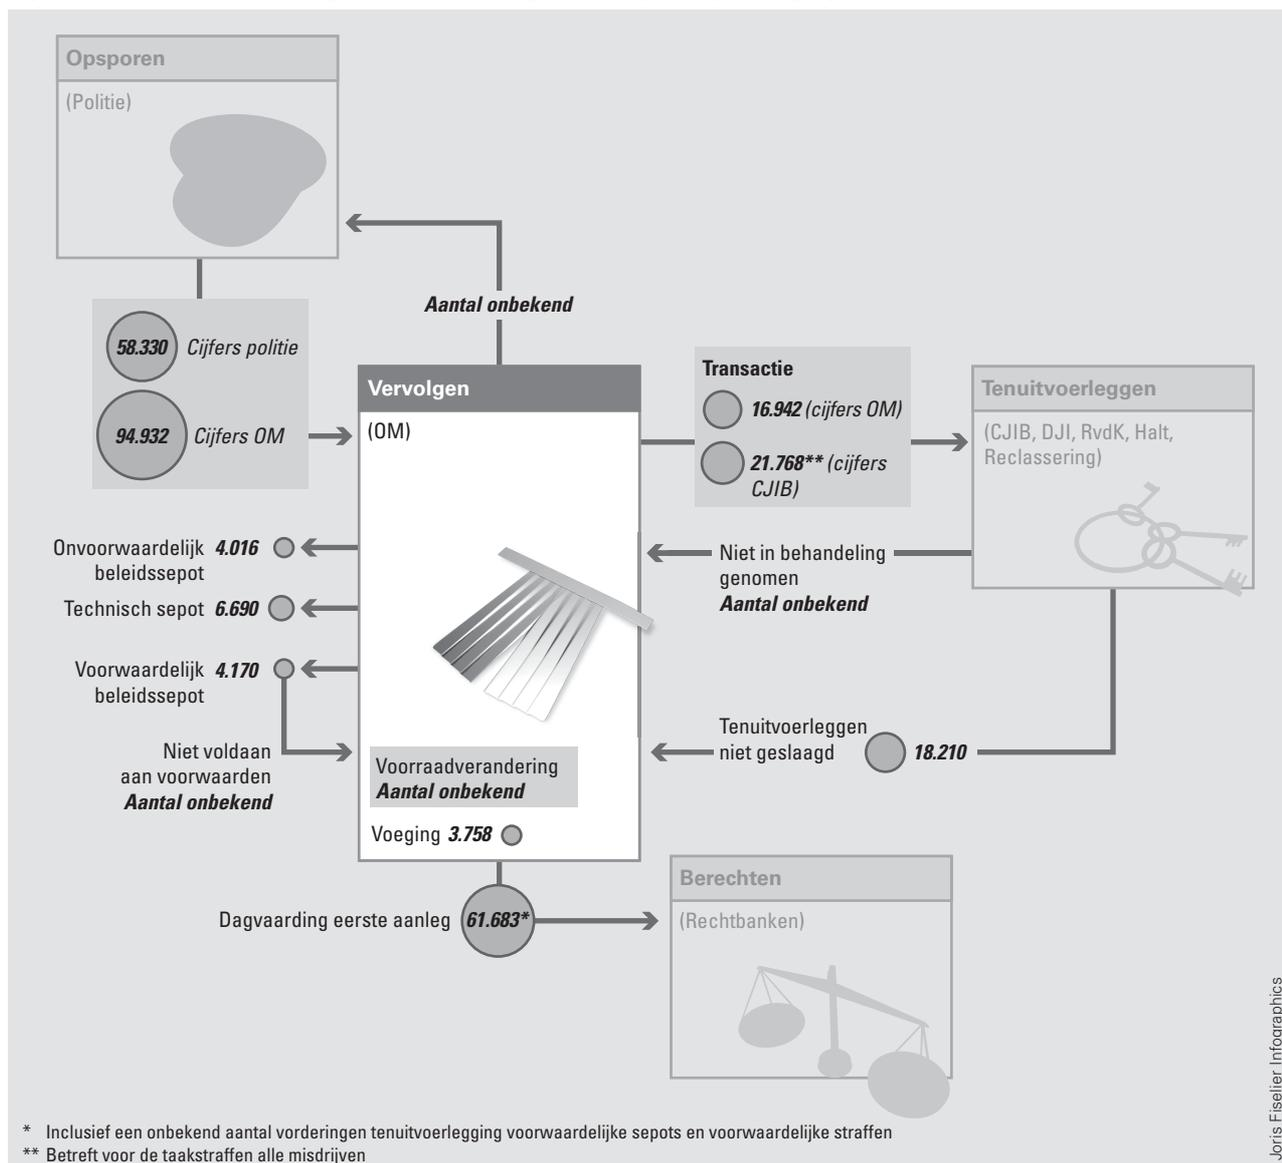 Opsporen
(Politie)
Aantal onbekend
58.330 Cijfers politie
94.932 Cijfers OM
Vervolgen
(OM)
Transactie
16.942 (cijfers OM)
21.768** (cijfers
CJIB)
Tenuitvoerleggen
(CJIB, DJI, RvdK, Halt,
Reclassering)
Onvoorwaardelijk 4.016
beleidssepot
Technisch sepot 6.690
Voorwaardelijk 4.170
beleidssepot
Niet voldaan
aan voorwaarden
Aantal onbekend
Niet in behandeling
genomen
Aantal onbekend
Tenuitvoerleggen
niet geslaagd 18.210
Voorraadverandering
Aantal onbekend
Voeging 3.758
Dagvaarding eerste aanleg 61.683*
Berechten
(Rechtbanken)
* Inclusief een onbekend aantal vorderingen tenuitvoerlegging voorwaardelijke sepots en voorwaardelijke straffen
** Betreft voor de taakstraffen alle misdrijven
Joris Fiselier Infographics